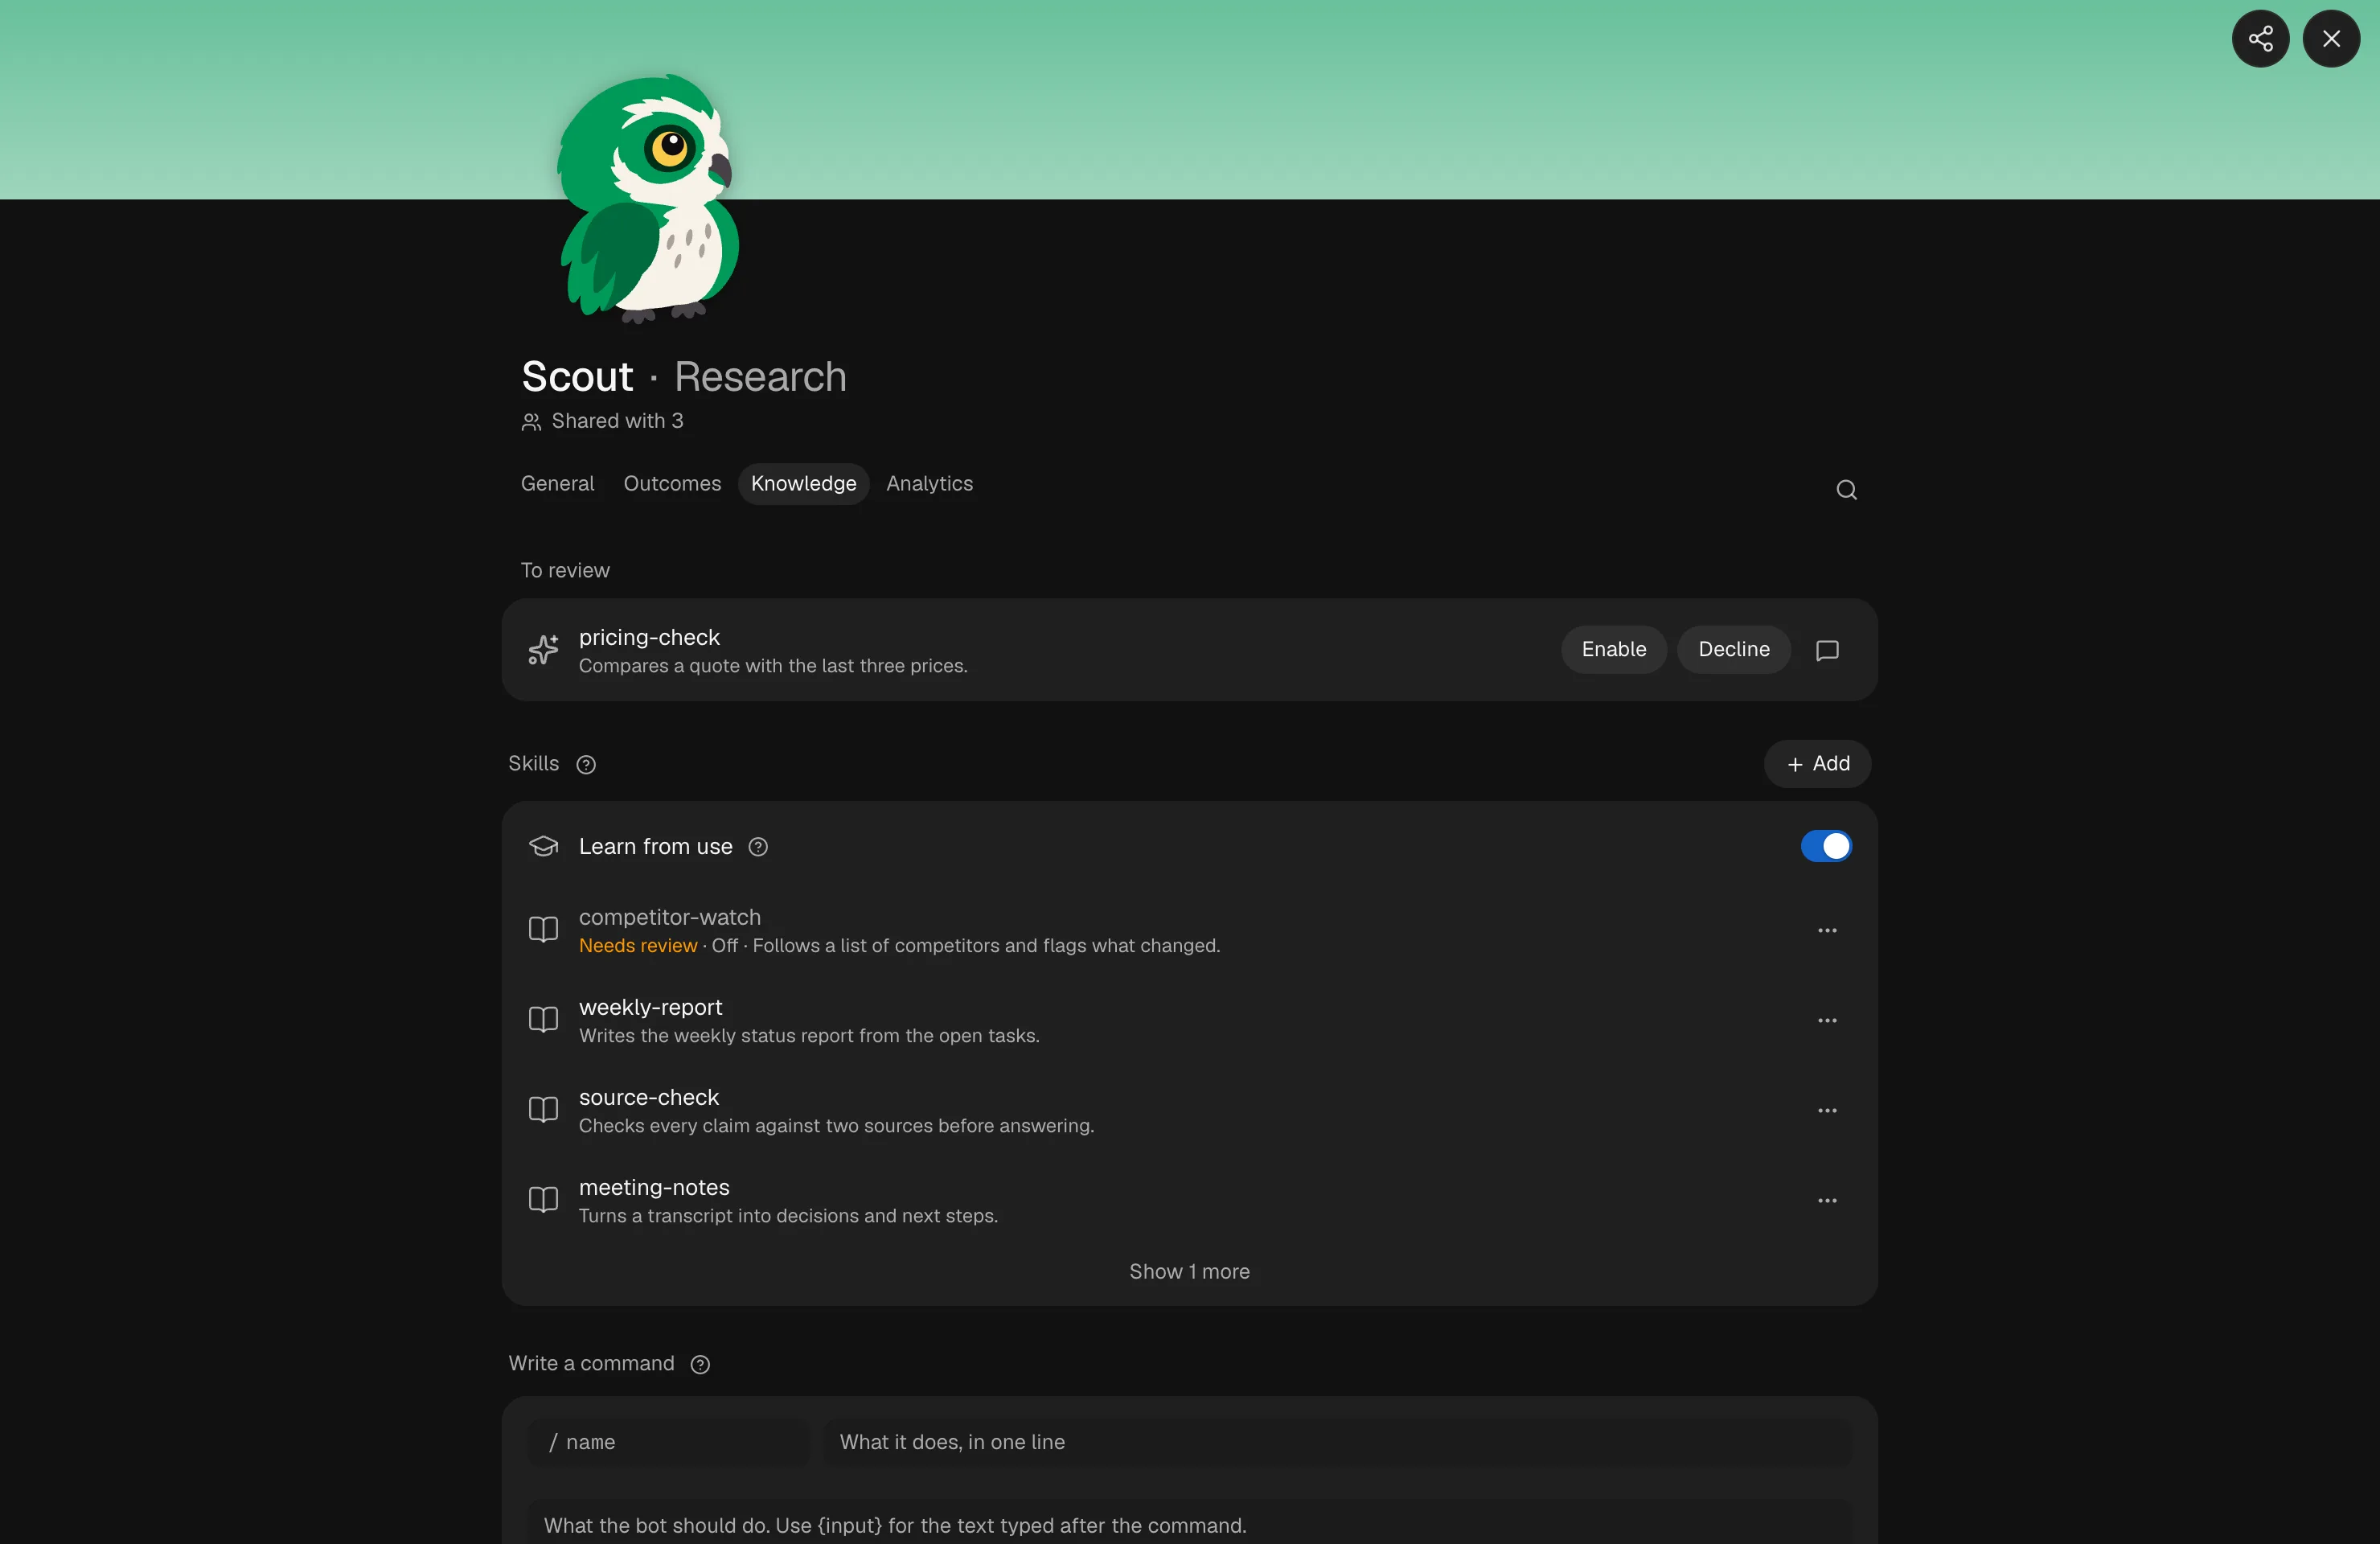 Scout · Research
Shared with 3
General Outcomes Knowledge Analytics
To review
pricing-check
Compares a quote with the last three prices.
Enable Decline
Skills
+ Add
Learn from use
competitor-watch
Needs review · Off · Follows a list of competitors and flags what changed.
weekly-report
Writes the weekly status report from the open tasks.
source-check
Checks every claim against two sources before answering.
meeting-notes
Turns a transcript into decisions and next steps.
Show 1 more
Write a command
/ name
What it does, in one line
What the bot should do. Use {input} for the text typed after the command.